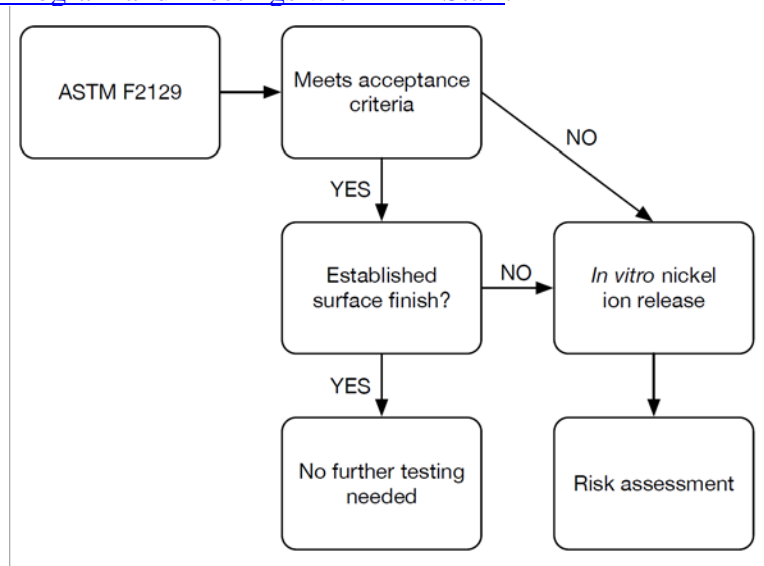 ASTM F2129
Meets acceptance
criteria
NO
YES
Established
surface finish?
NO
In vitro nickel
ion release
YES
No further testing
needed
Risk assessment